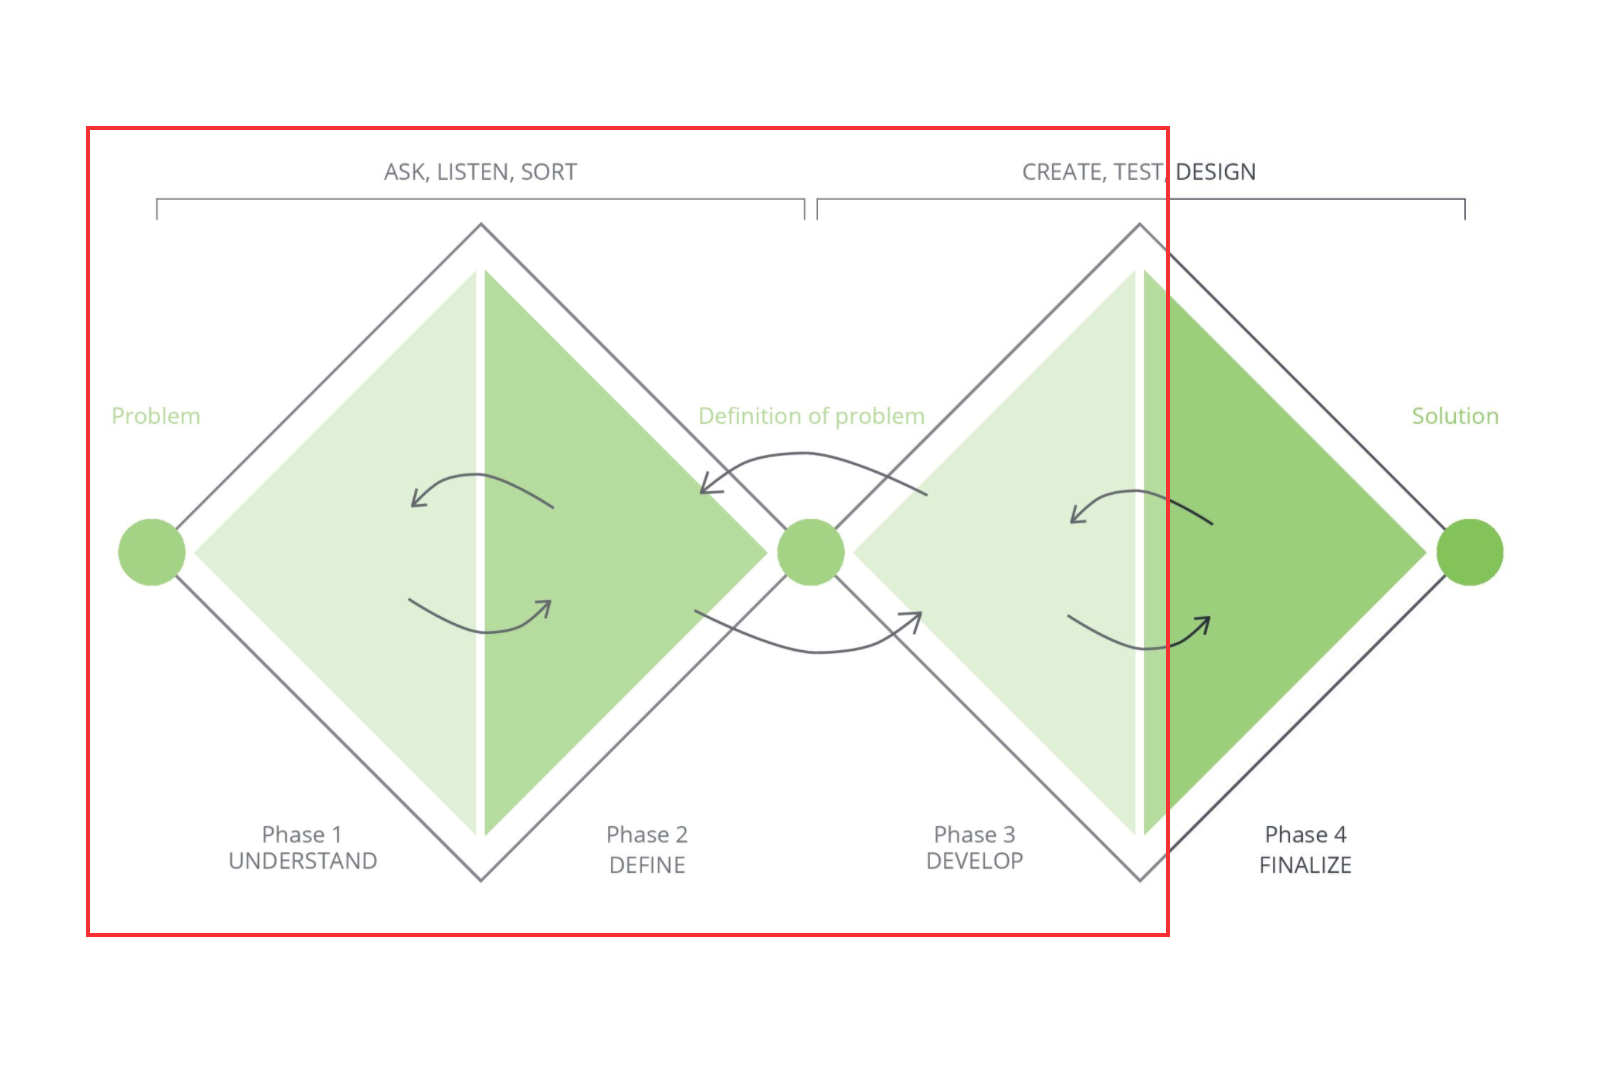 ASK, LISTEN, SORT
CREATE, TEST, DESIGN
Problem
Definition of problem
Solution
Phase 1
UNDERSTAND
Phase 2
DEFINE
Phase 3
DEVELOP
Phase 4
FINALIZE